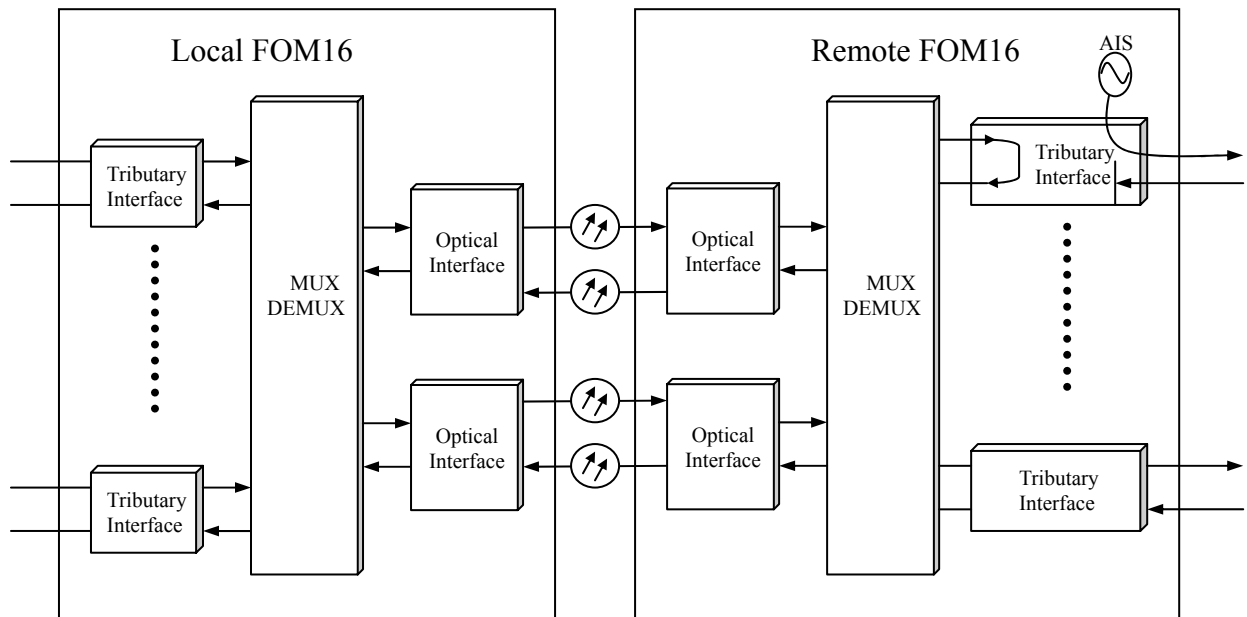 Local FOM16
Remote FOM16
AIS
Tributary
Interface
Tributary
Interface
Optical
Interface
Optical
Interface
MUX
DEMUX
MUX
DEMUX
Optical
Interface
Optical
Interface
Tributary
Interface
Tributary
Interface